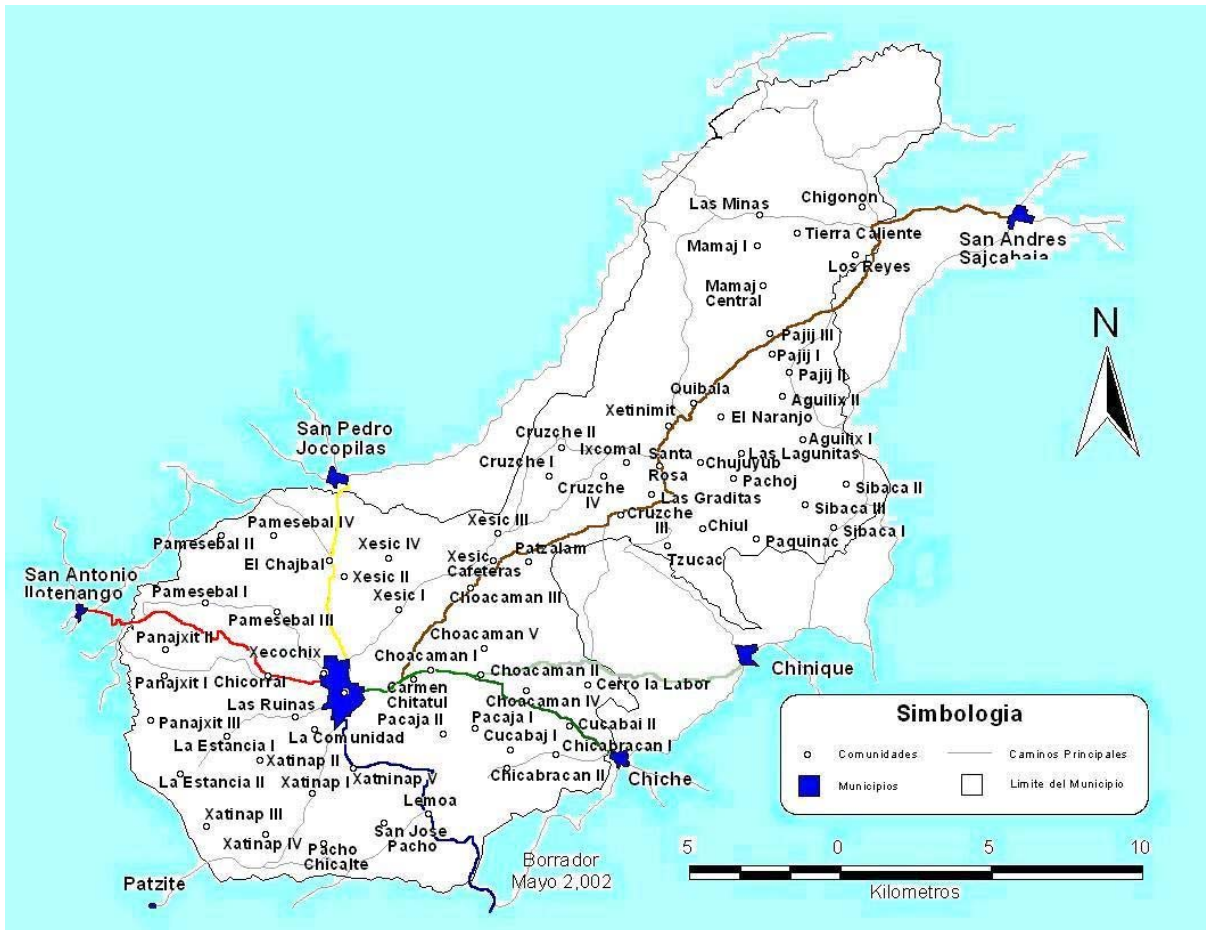 Las Minas
Chigonon
Tierra Caliente
San Andres
Sajcabaja
Mamaj I
Los Reyes
Mamaj
Central
N
Pajij III
Pajij I
Pajij II
Quibala
Aguilix II
Xetinimit
El Naranjo
San Pedro
Jocopilas
Cruzche II
Ixcomal
Aguilix I
Santa
Rosa
Las Lagunitas
Cruzche I
Chujuyub
Cruzche
IV
Pachoj
Sibaca II
Las Graditas
Sibaca III
Cruzche
III
Xesic III
Pamesebal IV
Chiul
Sibaca I
Pamesebal II
Xesic IV
Patzalam
Paquinac
El Chajbal
Xesic
Cafeteras
Tzucac
San Antonio
Ilotenango
Xesic II
Pamesebal I
Xesic I
Choacaman III
Pamesebal III
Panajxit II
Choacaman V
Xecochix
Choacaman I
Choacaman II
Chinique
Panajxit I
Chicorral
Carmen
Chitatul
Cerro la Labor
Choacaman IV
Las Ruinas
Panajxit III
Pacaja II
Pacaja I
Cucabai II
La Estancia I
La Comunidad
Cucabaj I
Chicabracan I
Xatinap II
La Estancia II
Xatinap I
Xatninap V
Chicabracan II
Chiche
Lemoa
Xatinap III
San Jose
Pacho
Xatinap IV
Pacho
Chicalte
Patzite
Borrador
Mayo 2,002
Simbologia
Comunidades
Caminos Principales
Municipios
Limite del Municipio
5 0 5 10
Kilometros